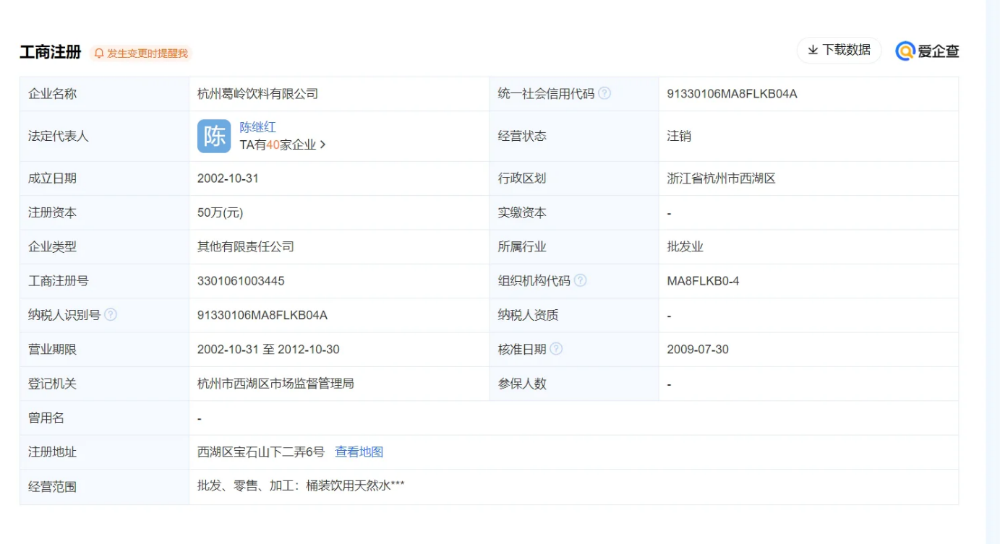 工商注册 发生变更时提醒我 下载数据 爱企查
企业名称 杭州葛岭饮料有限公司 统一社会信用代码 ? 91330106MA8FLKB04A
法定代表人 陈 陈继红 经营状态 注销
TA有40家企业 >
成立日期 2002-10-31 行政区划 浙江省杭州市西湖区
注册资本 50万(元) 实缴资本 -
企业类型 其他有限责任公司 所属行业 批发业
工商注册号 3301061003445 组织机构代码 ? MA8FLKB0-4
纳税人识别号 ? 91330106MA8FLKB04A 纳税人资质 -
营业期限 2002-10-31 至 2012-10-30 核准日期 ? 2009-07-30
登记机关 杭州市西湖区市场监督管理局 参保人数 -
曾用名 -
注册地址 西湖区宝石山下二弄6号 查看地图
经营范围 批发、零售、加工：桶装饮用天然水***